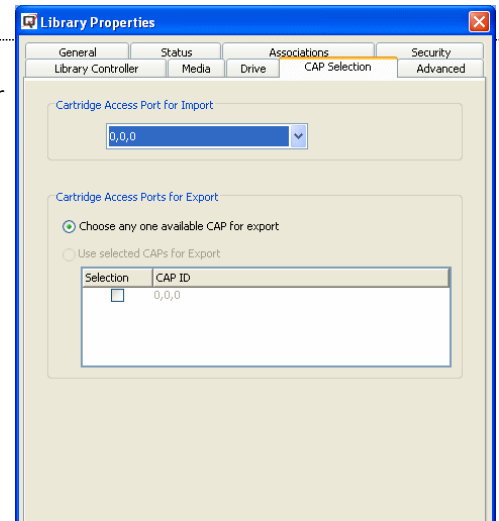 Library Properties
General Status Associations Security
Library Controller Media Drive CAP Selection Advanced
r
Cartridge Access Port for Import
0,0,0
Cartridge Access Ports for Export
Choose any one available CAP for export
Use selected CAPs for Export
Selection CAP ID
0,0,0